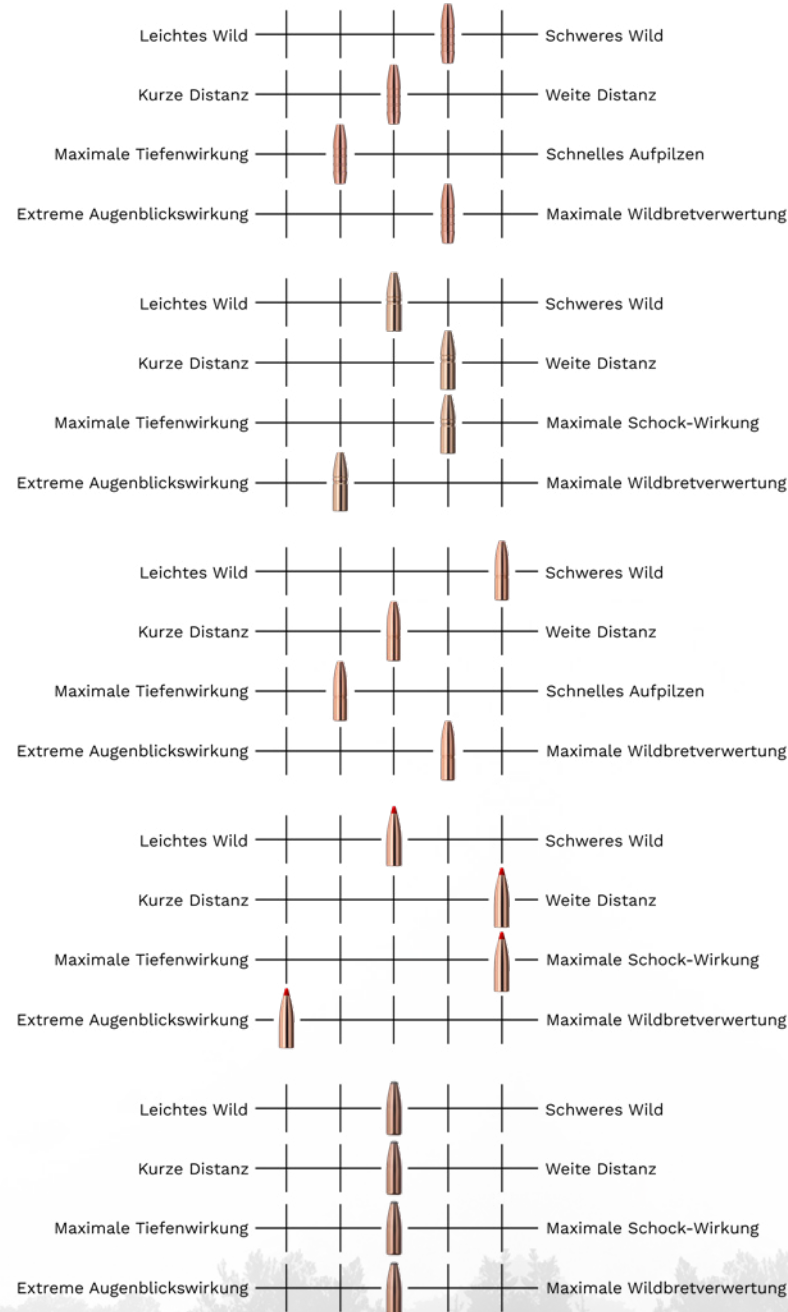 Leichtes Wild Schweres Wild
Kurze Distanz Weite Distanz
Maximale Tiefenwirkung Schnelles Aufpilzen
Extreme Augenblickswirkung Maximale Wildbretverwertung
Leichtes Wild Schweres Wild
Kurze Distanz Weite Distanz
Maximale Tiefenwirkung Maximale Schock-Wirkung
Extreme Augenblickswirkung Maximale Wildbretverwertung
Leichtes Wild Schweres Wild
Kurze Distanz Weite Distanz
Maximale Tiefenwirkung Schnelles Aufpilzen
Extreme Augenblickswirkung Maximale Wildbretverwertung
Leichtes Wild Schweres Wild
Kurze Distanz Weite Distanz
Maximale Tiefenwirkung Maximale Schock-Wirkung
Extreme Augenblickswirkung Maximale Wildbretverwertung
Leichtes Wild Schweres Wild
Kurze Distanz Weite Distanz
Maximale Tiefenwirkung Maximale Schock-Wirkung
Extreme Augenblickswirkung Maximale Wildbretverwertung